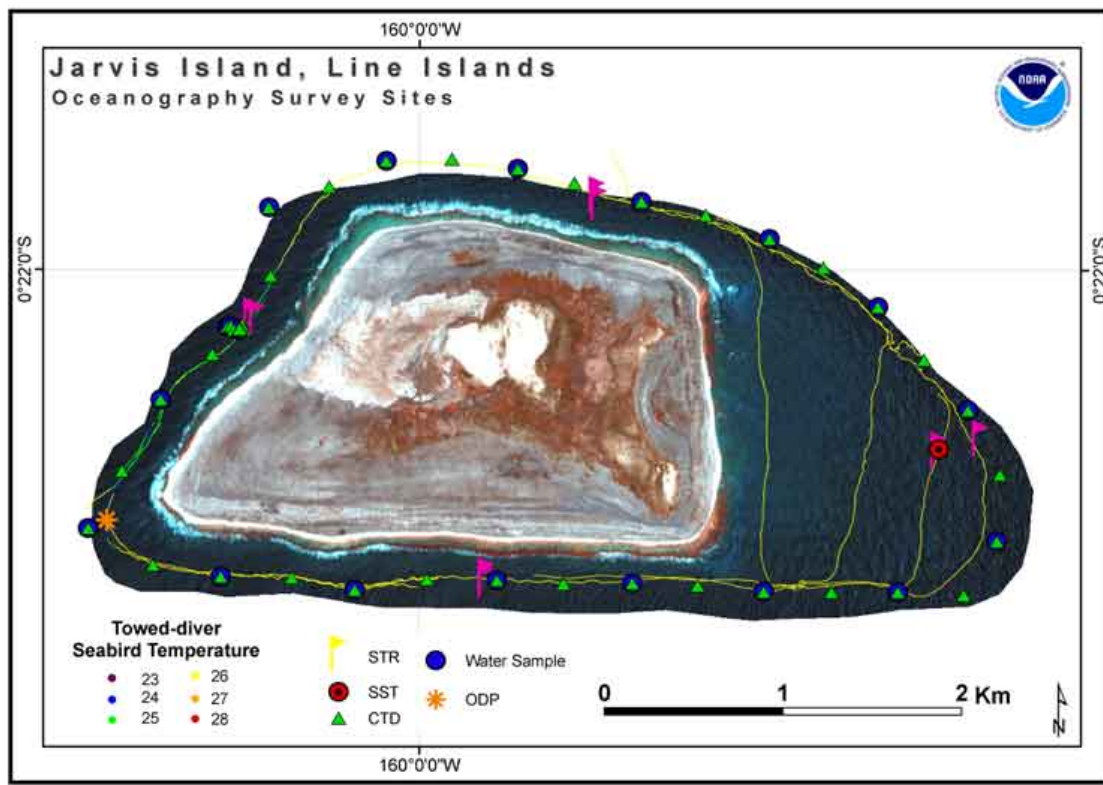 160°0'0"W
Jarvis Island, Line Islands
Oceanography Survey Sites
NOAA
0°22'0"S
0°22'0"S
Towed-diver
Seabird Temperature
23
24
25
26
27
28
STR
SST
CTD
Water Sample
ODP
0 1 2 Km
N
160°0'0"W